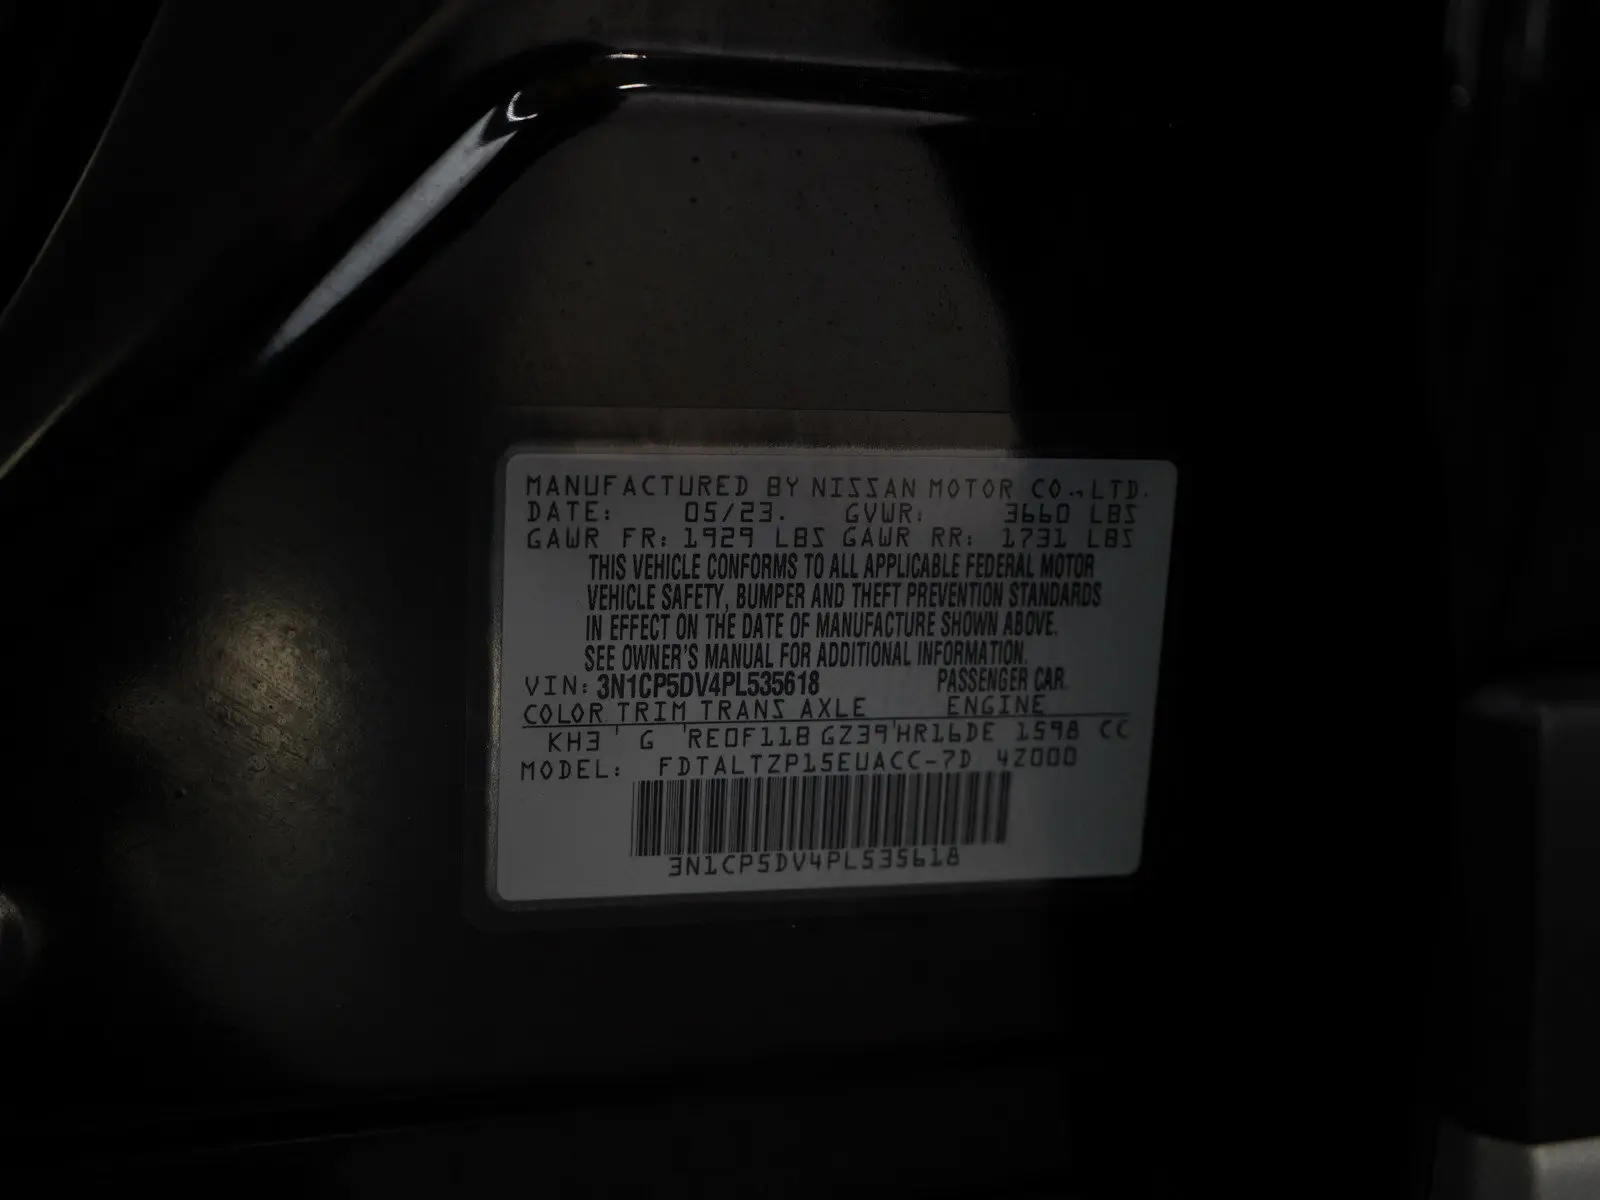 MANUFACTURED BY NISSAN MOTOR CO.,LTD.
DATE: 05/23. GVWR: 3660 LBS
GAWR FR: 1929 LBS GAWR RR: 1731 LBS
THIS VEHICLE CONFORMS TO ALL APPLICABLE FEDERAL MOTOR
VEHICLE SAFETY, BUMPER AND THEFT PREVENTION STANDARDS
IN EFFECT ON THE DATE OF MANUFACTURE SHOWN ABOVE.
SEE OWNER'S MANUAL FOR ADDITIONAL INFORMATION.
VIN: 3N1CP5DV4PL535618 PASSENGER CAR.
COLOR TRIM TRANS AXLE ENGINE
KH3 ' G 'RE0F11B GZ39'HR16DE 1598 CC
MODEL: FDTALTZP15EUACC-7D 4Z000
3N1CP5DV4PL535618